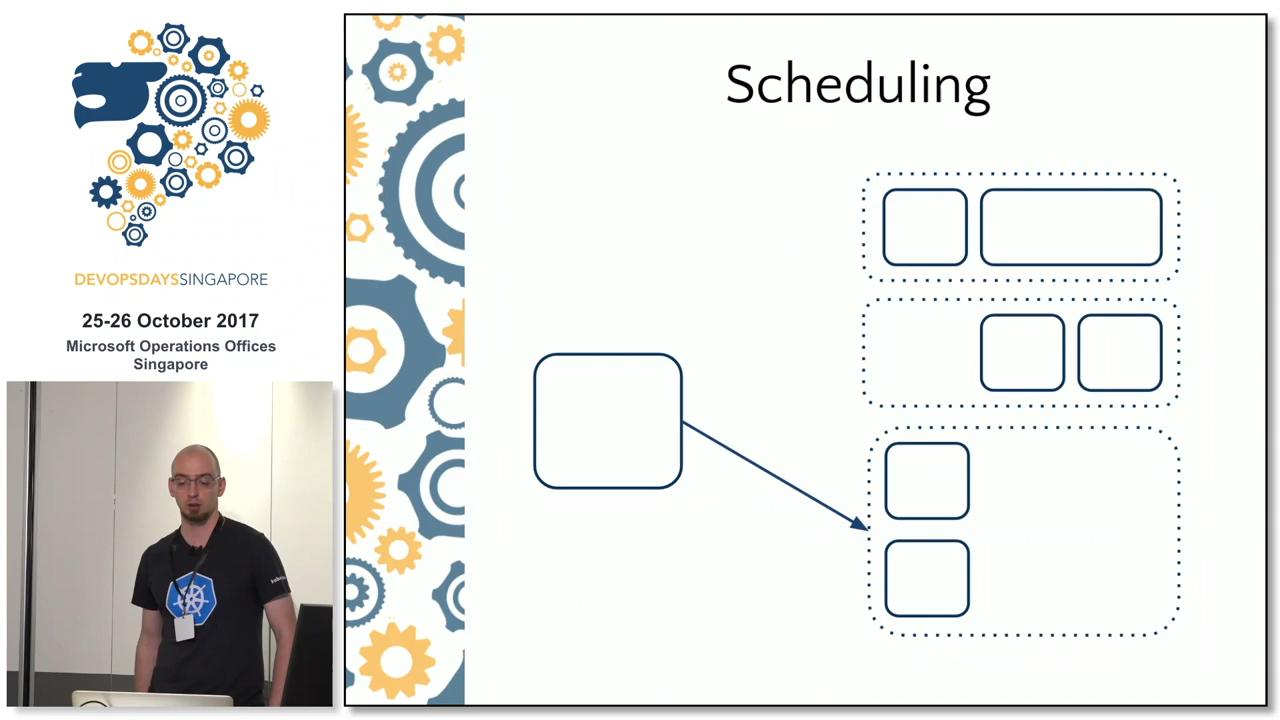 DEVOPSDAYSSINGAPORE
25-26 October 2017
Microsoft Operations Offices
Singapore
Scheduling